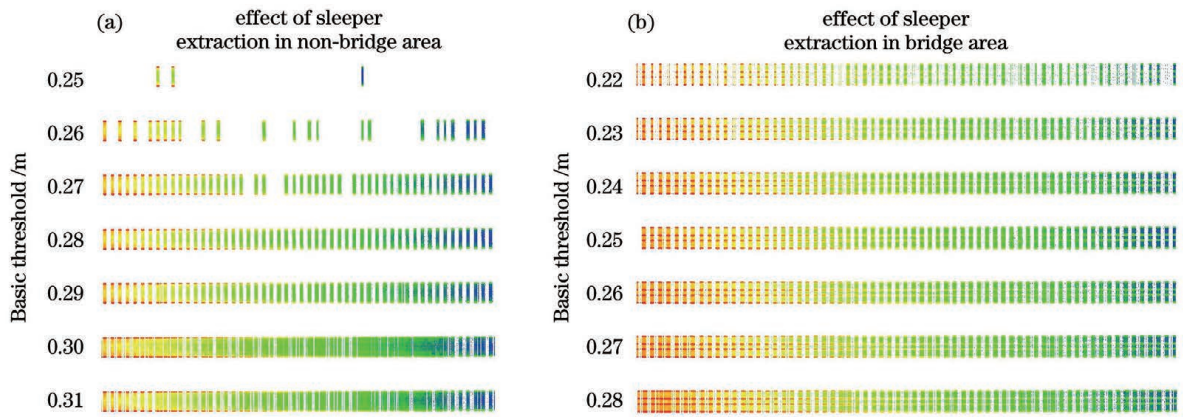 (a)
effect of sleeper
extraction in non-bridge area
0.25
0.26
0.27
0.28
0.29
0.30
0.31
Basic threshold /m
(b)
effect of sleeper
extraction in bridge area
0.22
0.23
0.24
0.25
0.26
0.27
0.28
Basic threshold /m